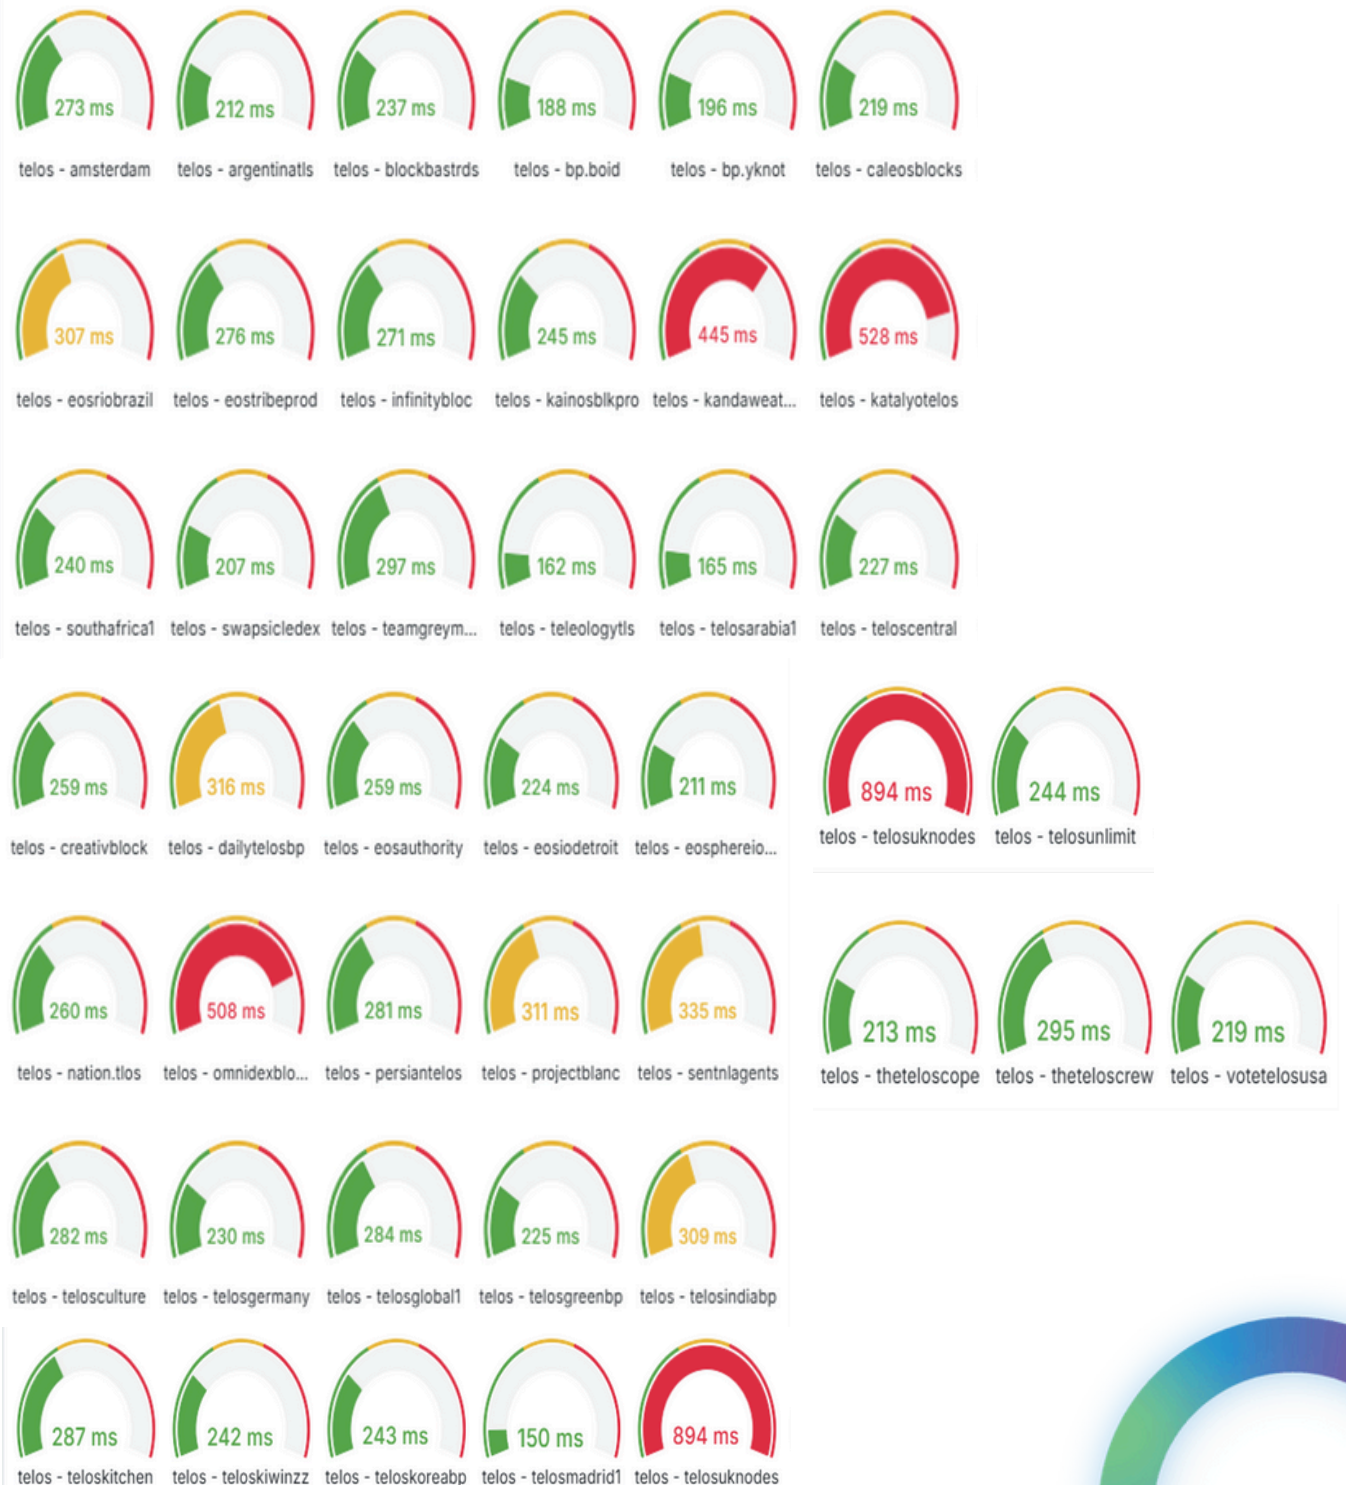 273 ms 212 ms 237 ms 188 ms 196 ms 219 ms
telos - amsterdam telos - argentinatls telos - blockbastrds telos - bp.boid telos - bp.yknot telos - caleosblocks
307 ms 276 ms 271 ms 245 ms 445 ms 528 ms
telos - eosriobrazil telos - eostribeprod telos - infinitybloc telos - kainosblkpro telos - kandaweat... telos - katalyotelos
240 ms 207 ms 297 ms 162 ms 165 ms 227 ms
telos - southafrica1 telos - swapsicledex telos - teamgreym... telos - teleologytls telos - telosarabia1 telos - teloscentral
259 ms 316 ms 259 ms 224 ms 211 ms 894 ms 244 ms
telos - creativblock telos - dailytelosbp telos - eosauthority telos - eosiodetroit telos - eosphereio... telos - telosuknodes telos - telosunlimit
260 ms 508 ms 281 ms 311 ms 335 ms 213 ms 295 ms 219 ms
telos - nation.tlos telos - omnidexblo... telos - persiantelos telos - projectblanc telos - sentnlagents telos - theteloscope telos - theteloscrew telos - votetelosusa
282 ms 230 ms 284 ms 225 ms 309 ms
telos - telosculture telos - telosgermany telos - telosglobal1 telos - telosgreenbp telos - telosindiabp
287 ms 242 ms 243 ms 150 ms 894 ms
telos - teloskitchen telos - teloskiwinzz telos - teloskoreabp telos - telosmadrid1 telos - telosuknodes